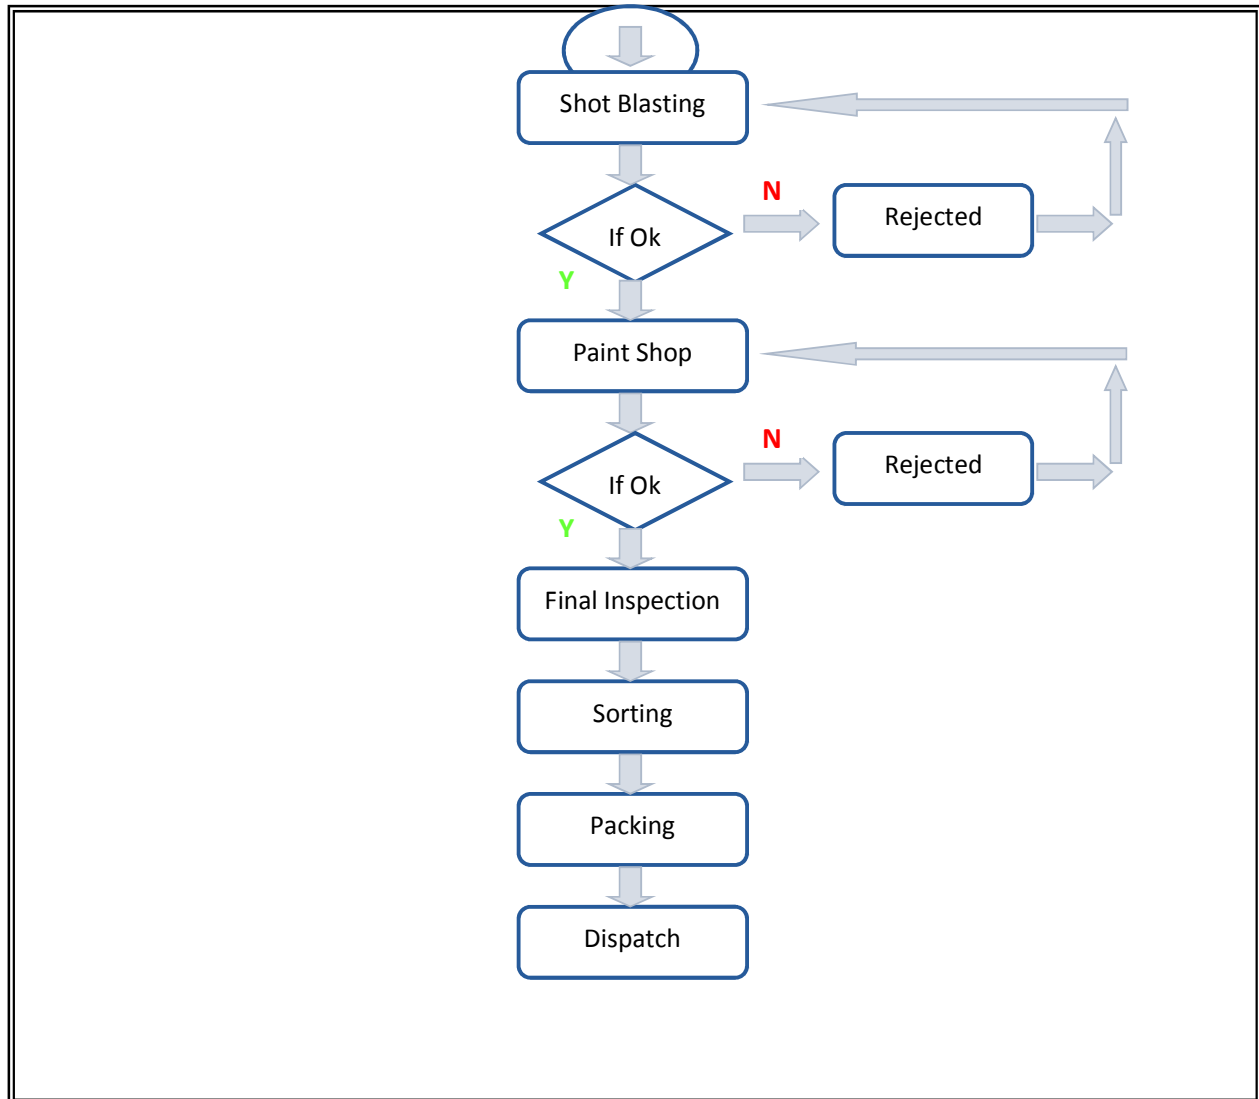 Shot Blasting
N
Rejected
If Ok
Y
Paint Shop
N
Rejected
If Ok
Y
Final Inspection
Sorting
Packing
Dispatch